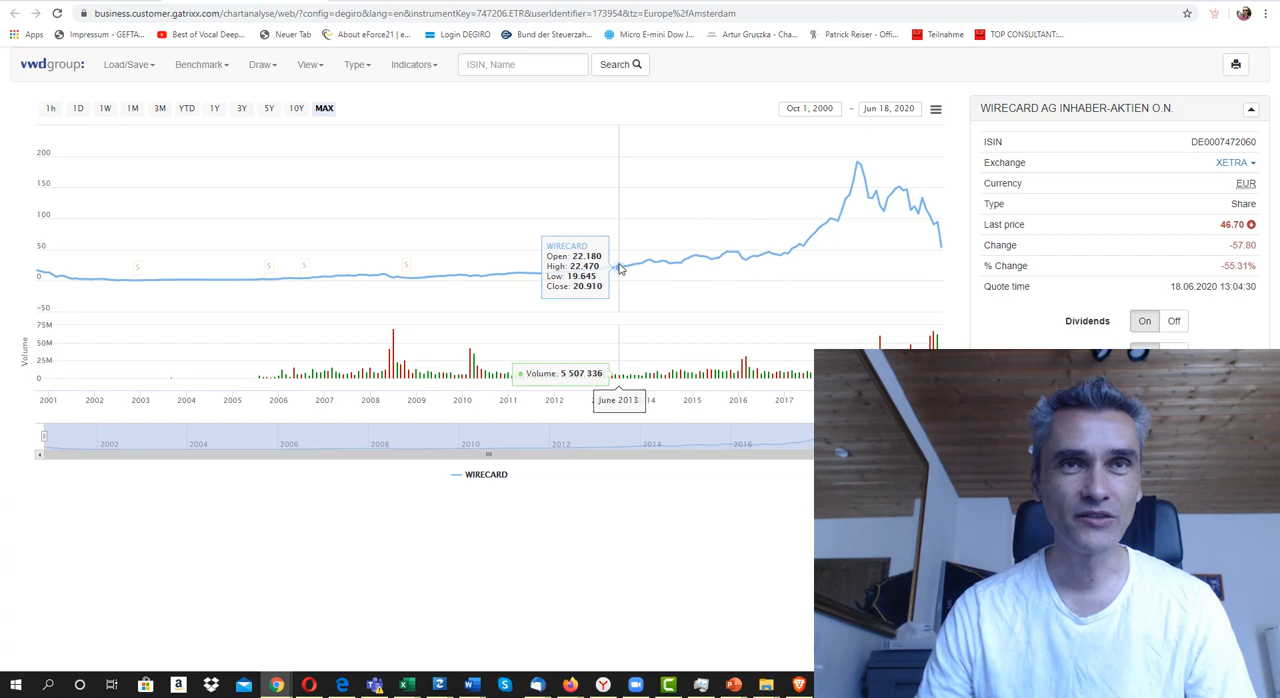 business.customer.gatrixx.com/chartanalyse/web/?config=degiro&lang=en&instrumentKey=747206.ETR&userIdentifier=173954&tz=Europe%2fAmsterdam
Apps Impressum - GEFTA... Best of Vocal Deep... Neuer Tab About eForce21 | e... Login DEGIRO Bund der Steuerzah... Micro E-mini Dow J... Artur Gruszka - Cha... Patrick Reiser - Offi... Teilnahme TOP CONSULTANT:...
vwdgroup: Load/Save Benchmark Draw View Type Indicators ISIN, Name Search
1h 1D 1W 1M 3M YTD 1Y 3Y 5Y 10Y MAX Oct 1, 2000 - Jun 18, 2020
WIRECARD AG INHABER-AKTIEN O.N.
ISIN DE0007472060
Exchange XETRA
Currency EUR
Type Share
Last price 46.70
Change -57.80
% Change -55.31%
Quote time 18.06.2020 13:04:30
Dividends On Off
200
150
100
50
0
-50
S S S S
WIRECARD
Open: 22.180
High: 22.470
Low: 19.645
Close: 20.910
Volume
75M
50M
25M
0
Volume: 5 507 336
June 2013
2001 2002 2003 2004 2005 2006 2007 2008 2009 2010 2011 2012 2015 2016 2017
2002 2004 2006 2008 2010 2012 2014 2016
WIRECARD